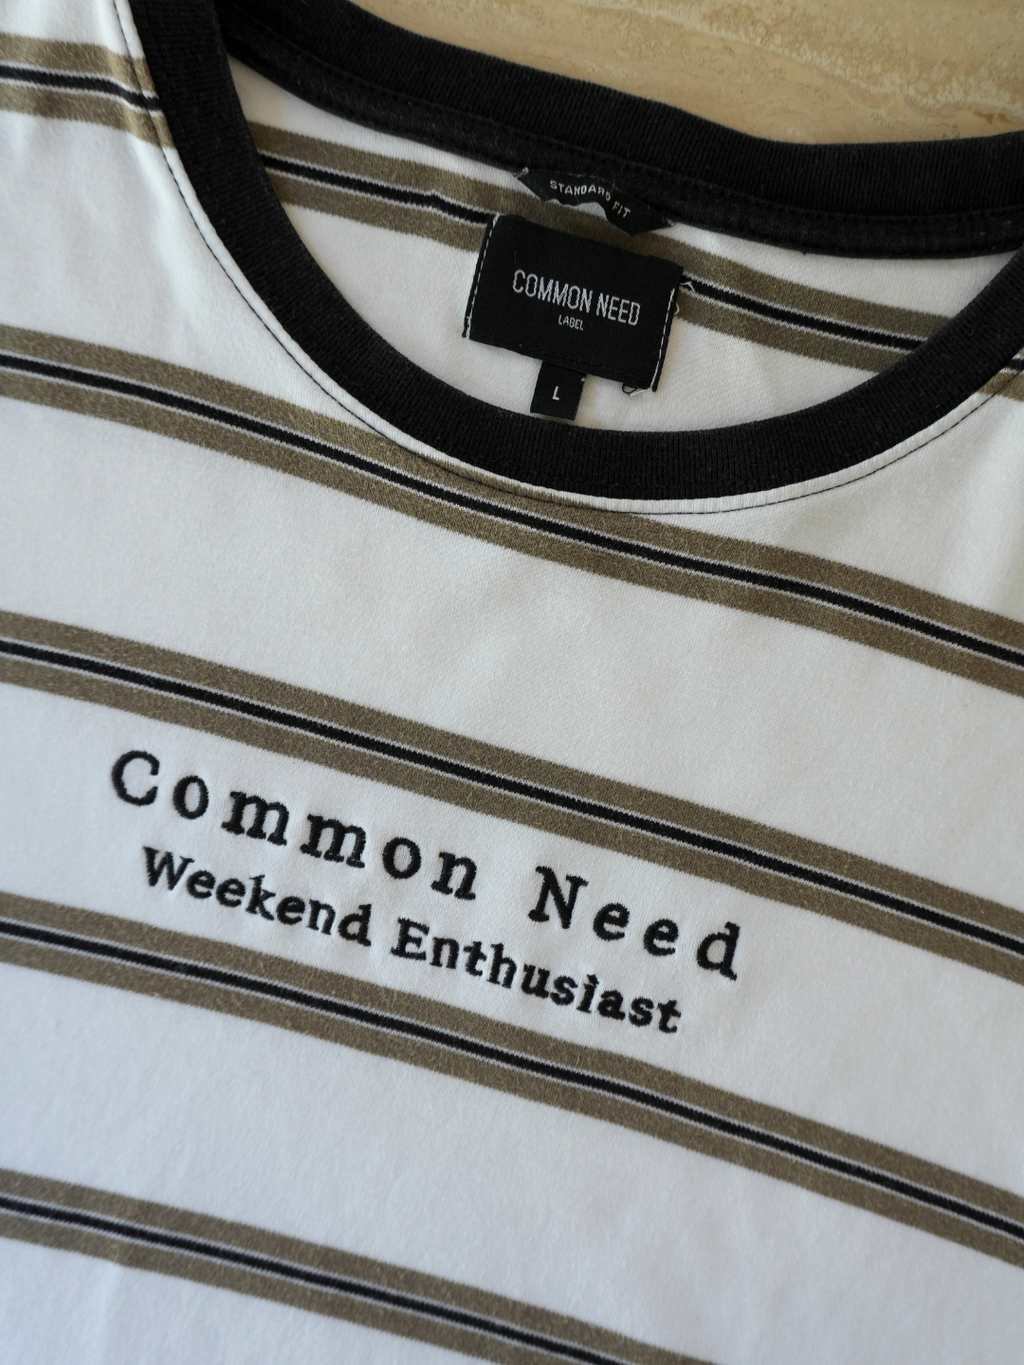 STANDARD FIT
COMMON NEED
LABEL
L
Common Need
Weekend Enthusiast